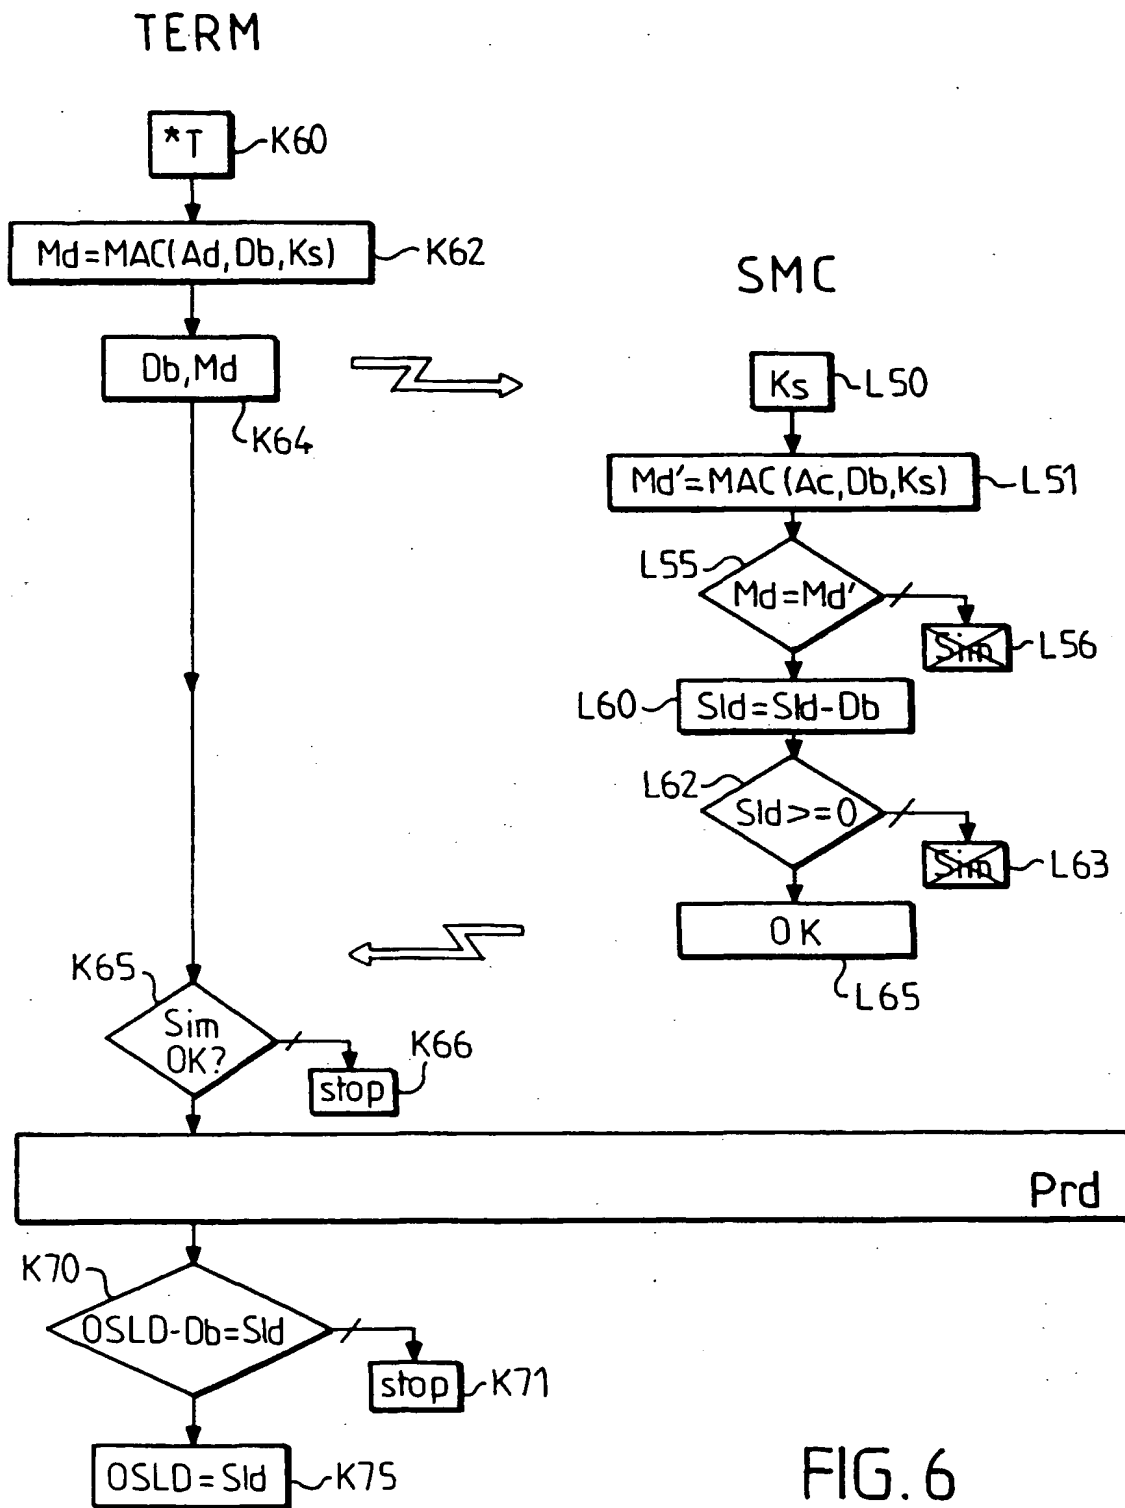 TERM
*T
K60
Md=MAC(Ad,Db,Ks)
K62
SMC
Db,Md
K64
Ks
L50
Md'=MAC(Ac,Db,Ks)
L51
L55
Md=Md'
Sim
L56
L60
Sld=Sld-Db
L62
Sld>=0
Sim
L63
OK
L65
K65
Sim
OK?
K66
stop
Prd
K70
OSLD-Db=Sld
stop
K71
OSLD=Sld
K75
FIG.6